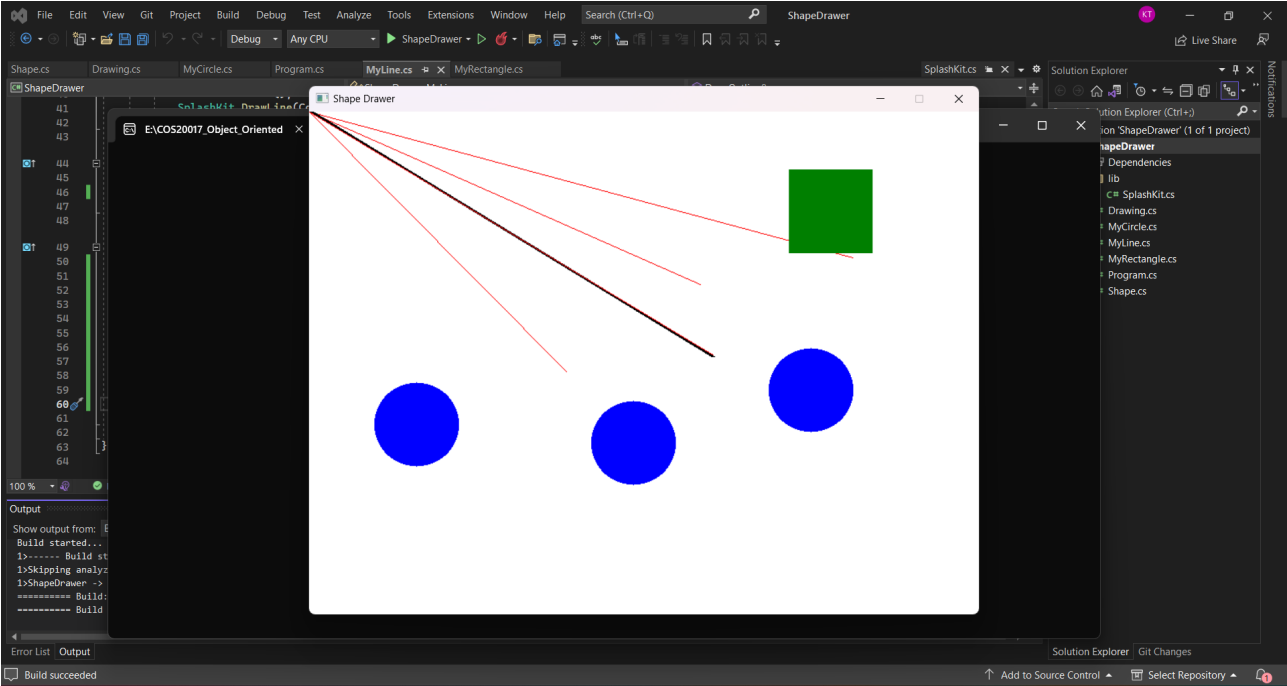 File Edit View Git Project Build Debug Test Analyze Tools Extensions Window Help Search (Ctrl+Q) ShapeDrawer KT
Debug Any CPU ShapeDrawer abc Live Share
Shape.cs Drawing.cs MyCircle.cs Program.cs MyLine.cs MyRectangle.cs SplashKit.cs Solution Explorer
Notifications
ShapeDrawer
41
42
43
44
45
46
47
48
49
50
51
52
53
54
55
56
57
58
59
60
61
62
63 }
64
Shape Drawer
E:\COS20017_Object_Oriented
ution Explorer (Ctrl+;)
ion 'ShapeDrawer' (1 of 1 project)
hapeDrawer
Dependencies
lib
C# SplashKit.cs
Drawing.cs
MyCircle.cs
MyLine.cs
MyRectangle.cs
Program.cs
Shape.cs
100 %
Output
Show output from:
Build started...
1>------ Build st
1>Skipping analyz
1>ShapeDrawer ->
========== Build:
========== Build
Error List Output
Solution Explorer Git Changes
Build succeeded Add to Source Control Select Repository 1